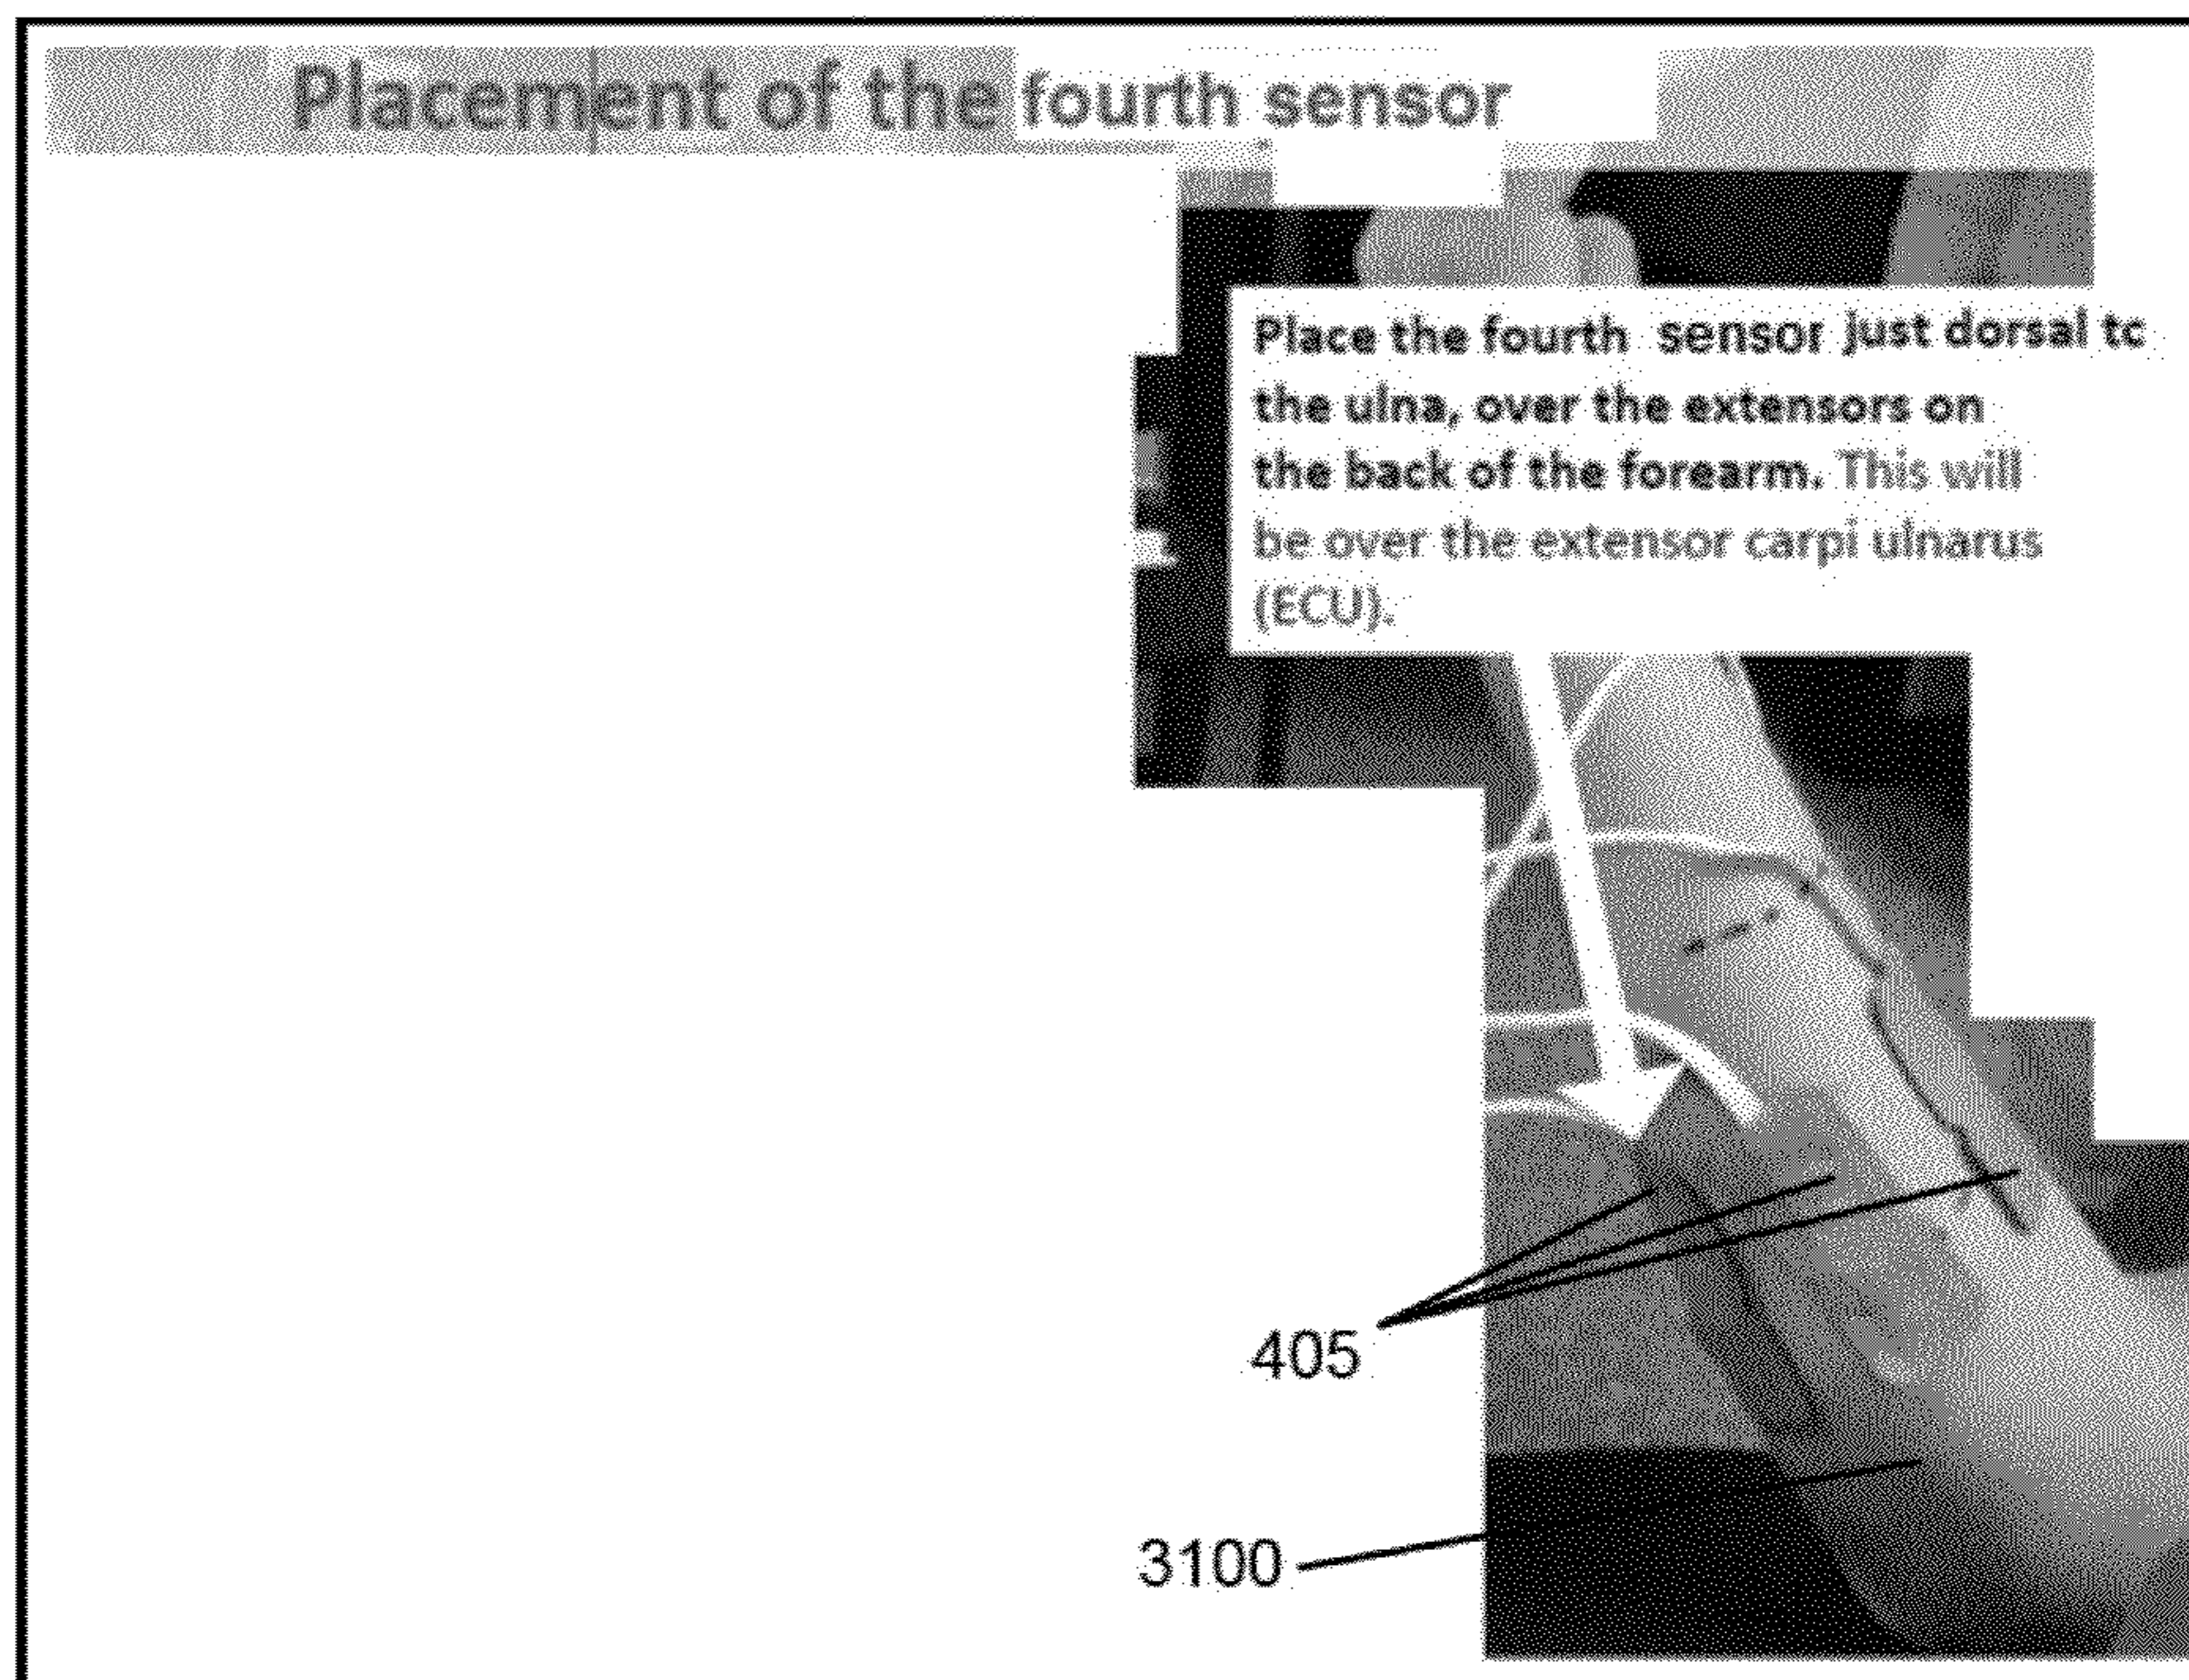 Placement of the fourth sensor
Place the fourth sensor just dorsal tc
the ulna, over the extensors on
the back of the forearm. This will
be over the extensor carpi ulnarus
(ECU).
405
3100